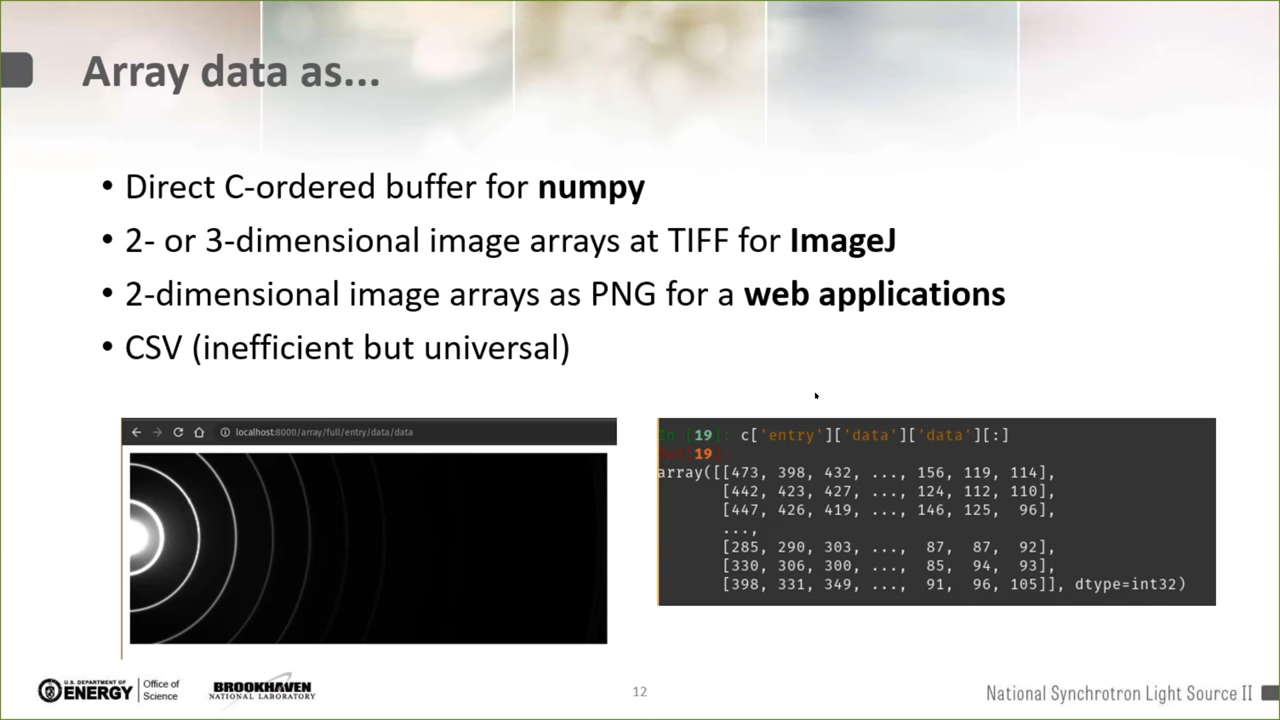 Array data as...
• Direct C-ordered buffer for numpy
• 2- or 3-dimensional image arrays at TIFF for ImageJ
• 2-dimensional image arrays as PNG for a web applications
• CSV (inefficient but universal)
localhost:8000/array/full/entry/data/data
In [19]: c['entry']['data']['data'][:]
Out[19]:
array([[473, 398, 432, ..., 156, 119, 114],
[442, 423, 427, ..., 124, 112, 110],
[447, 426, 419, ..., 146, 125, 96],
...,
[285, 290, 303, ..., 87, 87, 92],
[330, 306, 300, ..., 85, 94, 93],
[398, 331, 349, ..., 91, 96, 105]], dtype=int32)
U.S. DEPARTMENT OF
ENERGY
Office of
Science
BROOKHAVEN
NATIONAL LABORATORY
12
National Synchrotron Light Source II